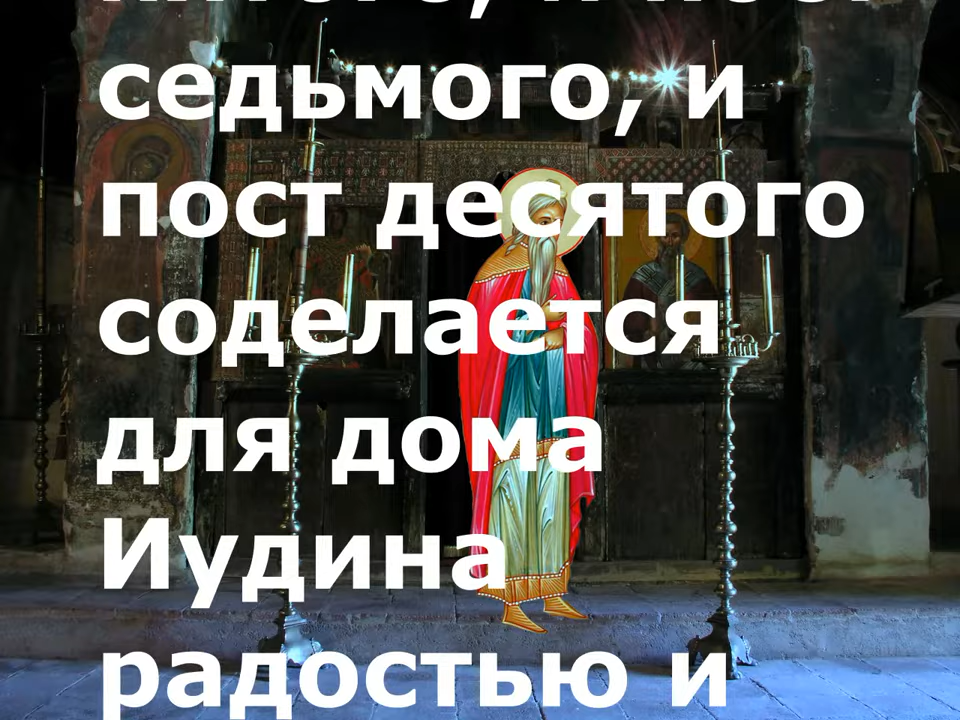 седьмого, и
пост десятого
соделается
для дома
Иудина
радостью и